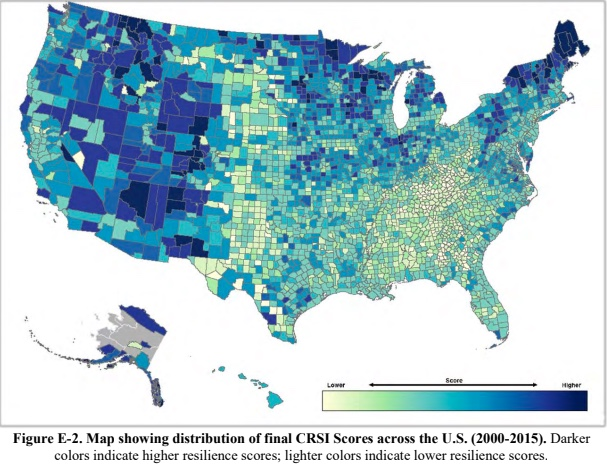 Lower Score Higher
Figure E-2. Map showing distribution of final CRSI Scores across the U.S. (2000-2015). Darker
colors indicate higher resilience scores; lighter colors indicate lower resilience scores.